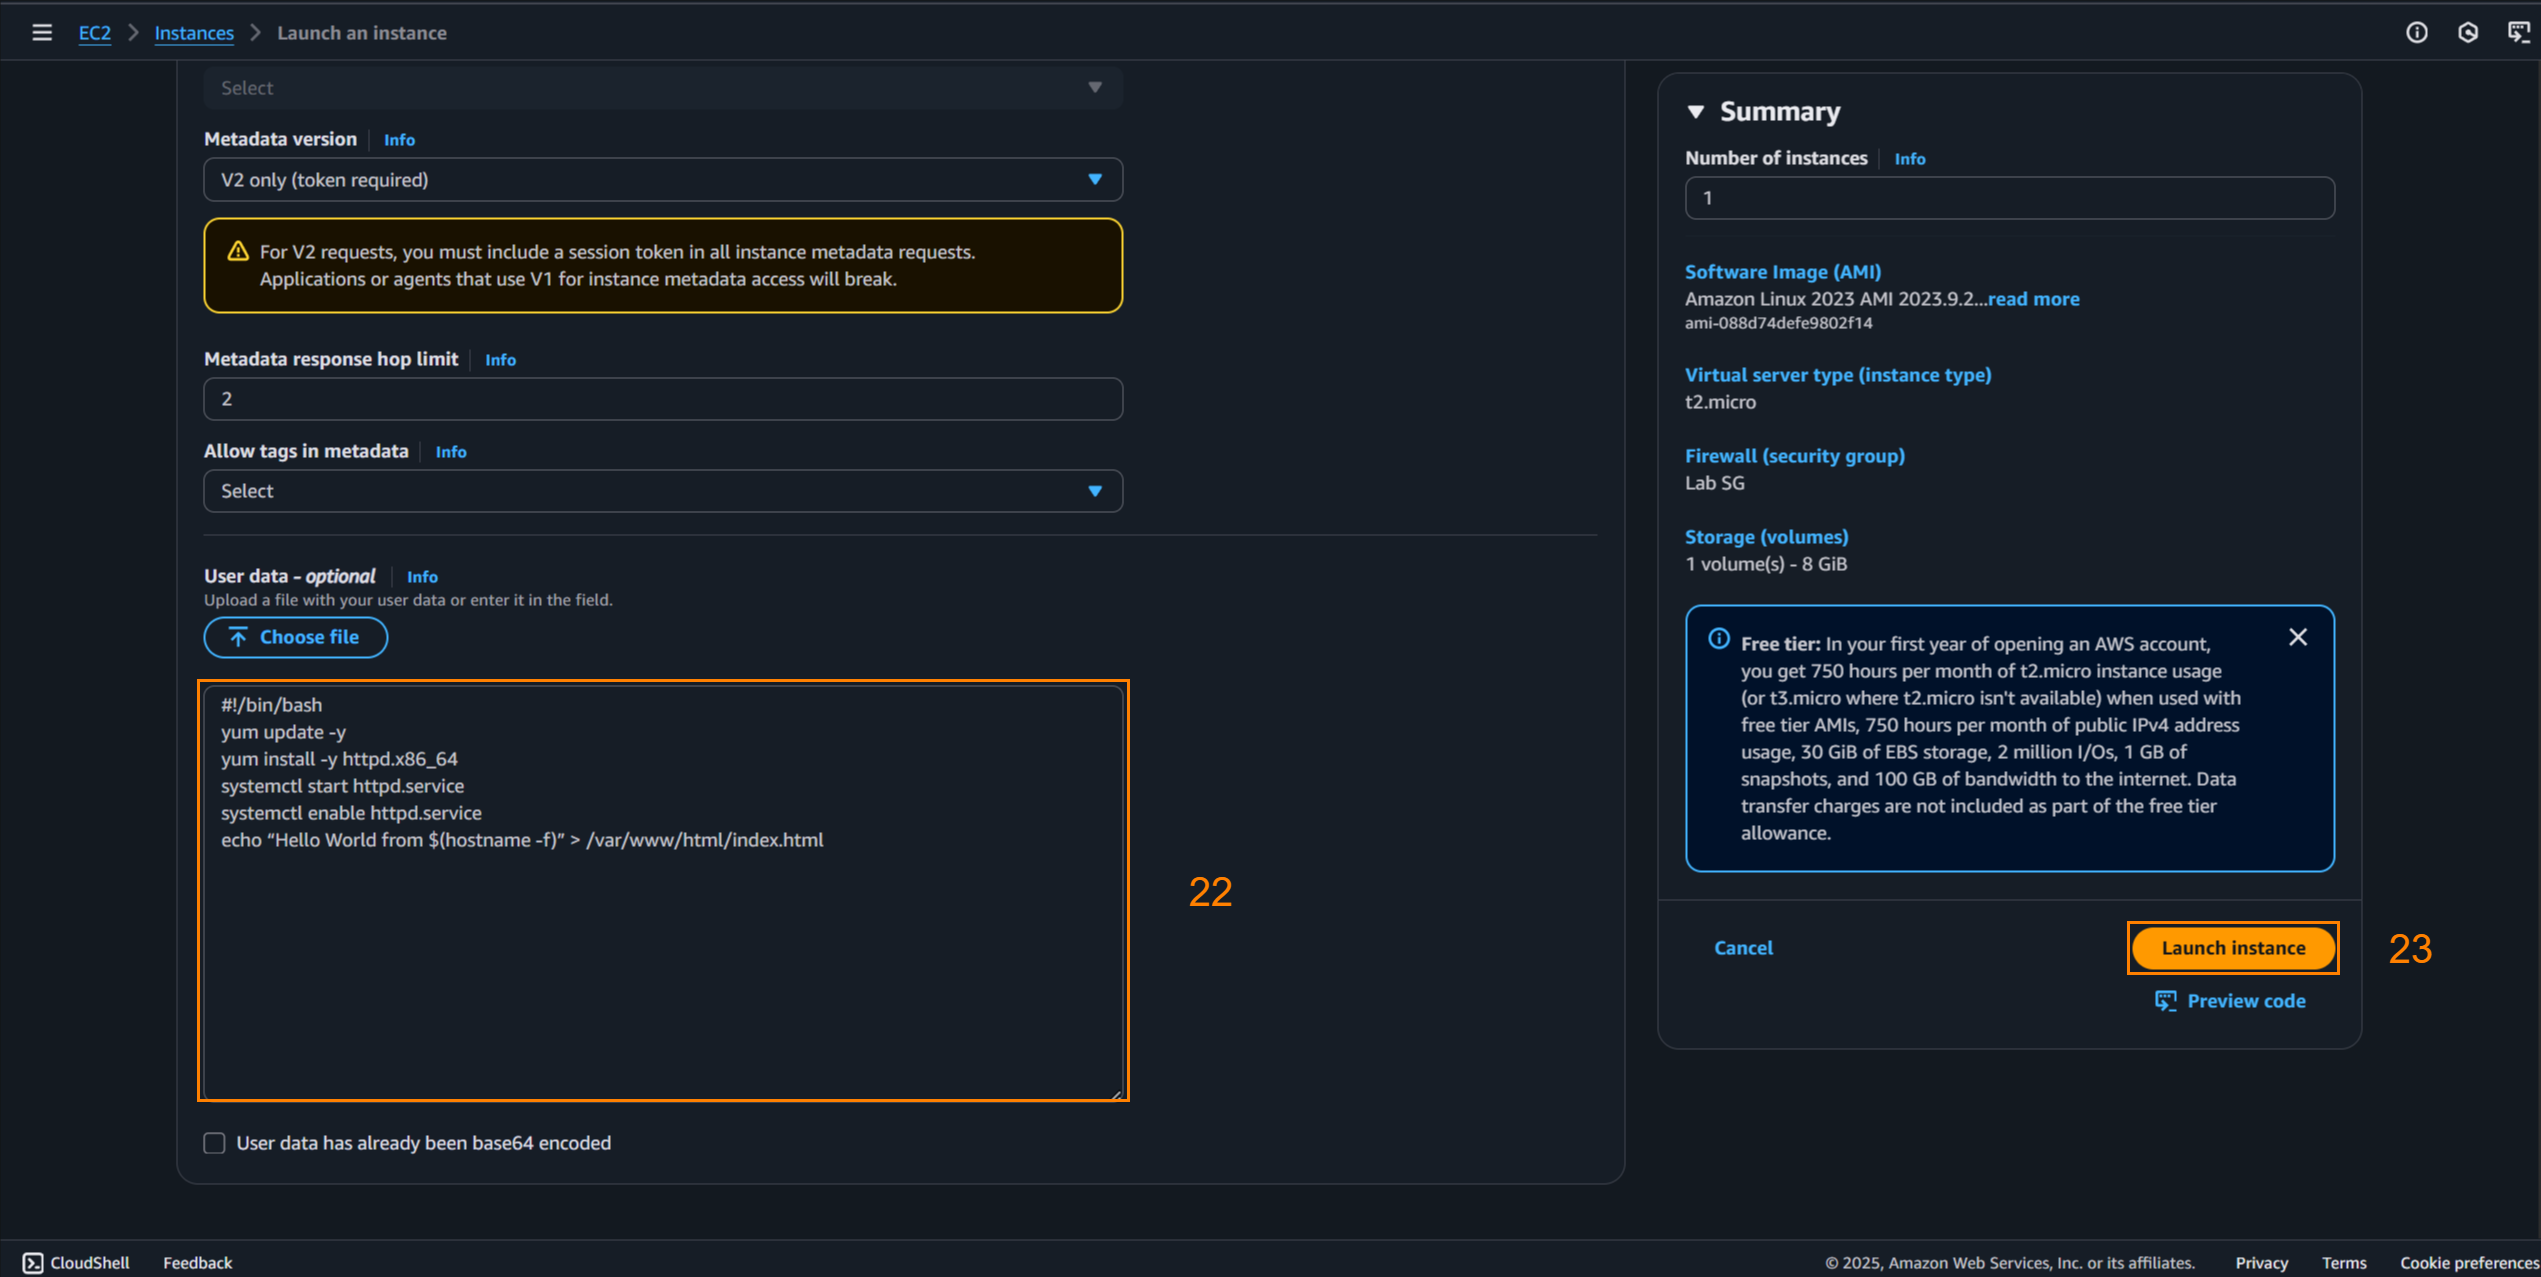 EC2 > Instances > Launch an instance
Select
Metadata version | Info
V2 only (token required)
For V2 requests, you must include a session token in all instance metadata requests.
Applications or agents that use V1 for instance metadata access will break.
Metadata response hop limit | Info
2
Allow tags in metadata | Info
Select
User data - optional | Info
Upload a file with your user data or enter it in the field.
Choose file
#!/bin/bash
yum update -y
yum install -y httpd.x86_64
systemctl start httpd.service
systemctl enable httpd.service
echo “Hello World from $(hostname -f)” > /var/www/html/index.html
22
User data has already been base64 encoded
Summary
Number of instances | Info
1
Software Image (AMI)
Amazon Linux 2023 AMI 2023.9.2...read more
ami-088d74defe9802f14
Virtual server type (instance type)
t2.micro
Firewall (security group)
Lab SG
Storage (volumes)
1 volume(s) - 8 GiB
Free tier: In your first year of opening an AWS account,
you get 750 hours per month of t2.micro instance usage
(or t3.micro where t2.micro isn't available) when used with
free tier AMIs, 750 hours per month of public IPv4 address
usage, 30 GiB of EBS storage, 2 million I/Os, 1 GB of
snapshots, and 100 GB of bandwidth to the internet. Data
transfer charges are not included as part of the free tier
allowance.
Cancel
Launch instance
23
Preview code
CloudShell Feedback
© 2025, Amazon Web Services, Inc. or its affiliates. Privacy Terms Cookie preferences